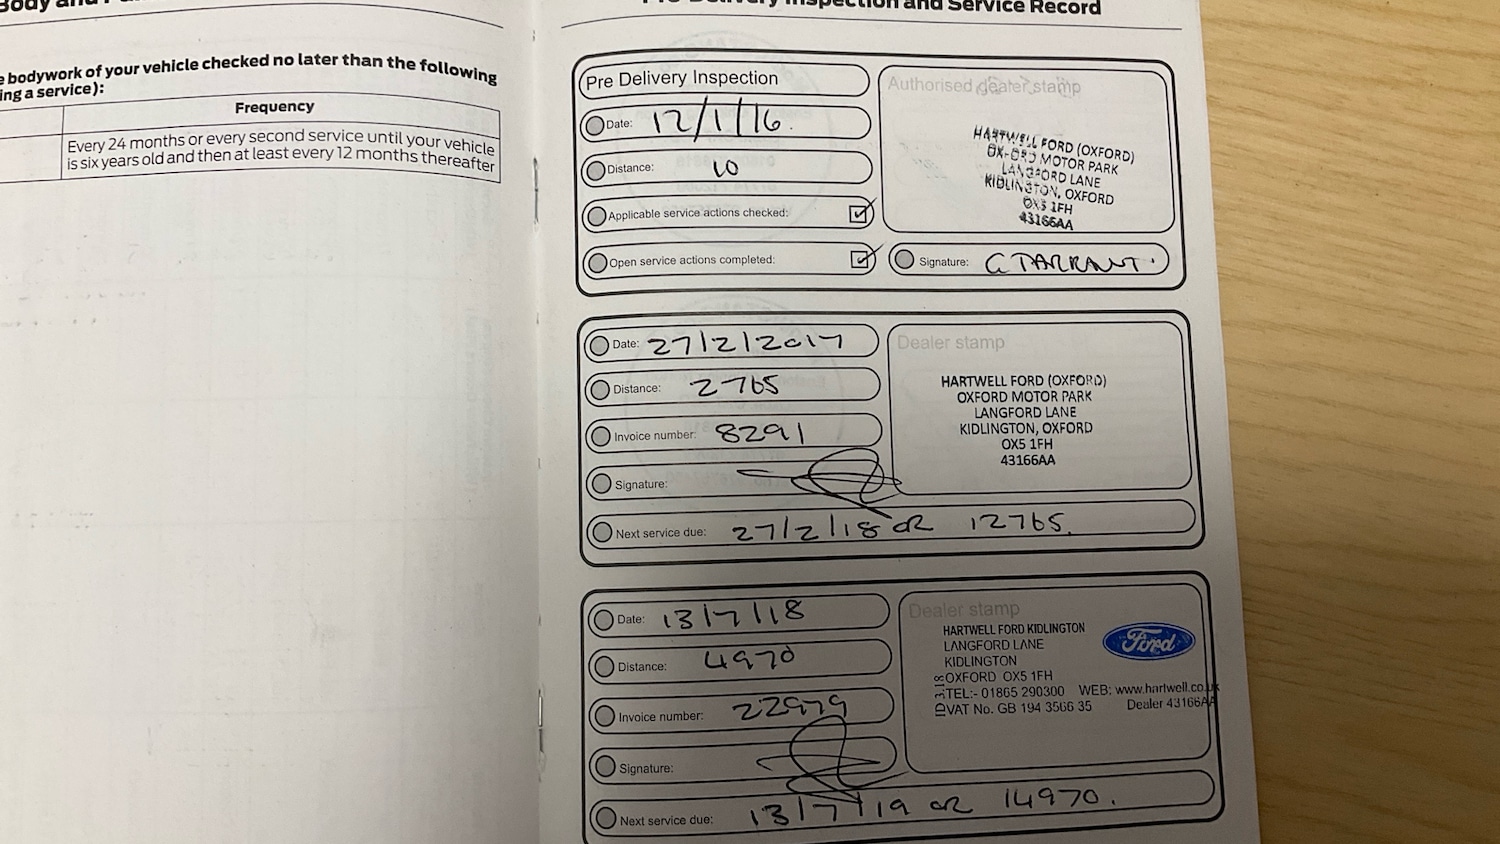 Body and
e bodywork of your vehicle checked no later than the following
ing a service):
Frequency
Every 24 months or every second service until your vehicle
is six years old and then at least every 12 months thereafter
Pre Delivery Inspection and Service Record
Pre Delivery Inspection
Date: 12/1/16.
Distance: 10
Applicable service actions checked:
Open service actions completed:
Authorised dealer stamp
HARTWELL FORD (OXFORD)
OXFORD MOTOR PARK
LANGFORD LANE
KIDLINGTON, OXFORD
OX5 1FH
43166AA
Signature: G TARRANT.
Date: 27/2/2017
Distance: 2765
Invoice number: 8291
Signature:
Next service due: 27/2/18 OR 12765.
Dealer stamp
HARTWELL FORD (OXFORD)
OXFORD MOTOR PARK
LANGFORD LANE
KIDLINGTON, OXFORD
OX5 1FH
43166AA
Date: 13/7/18
Distance: 4970
Invoice number: 22979
Signature:
Next service due: 13/7/19 OR 14970.
Dealer stamp
HARTWELL FORD KIDLINGTON
LANGFORD LANE
KIDLINGTON
OXFORD OX5 1FH
TEL:- 01865 290300 WEB: www.hartwell.co.uk
VAT No. GB 194 3566 35 Dealer 43166AA
ID 318
Ford